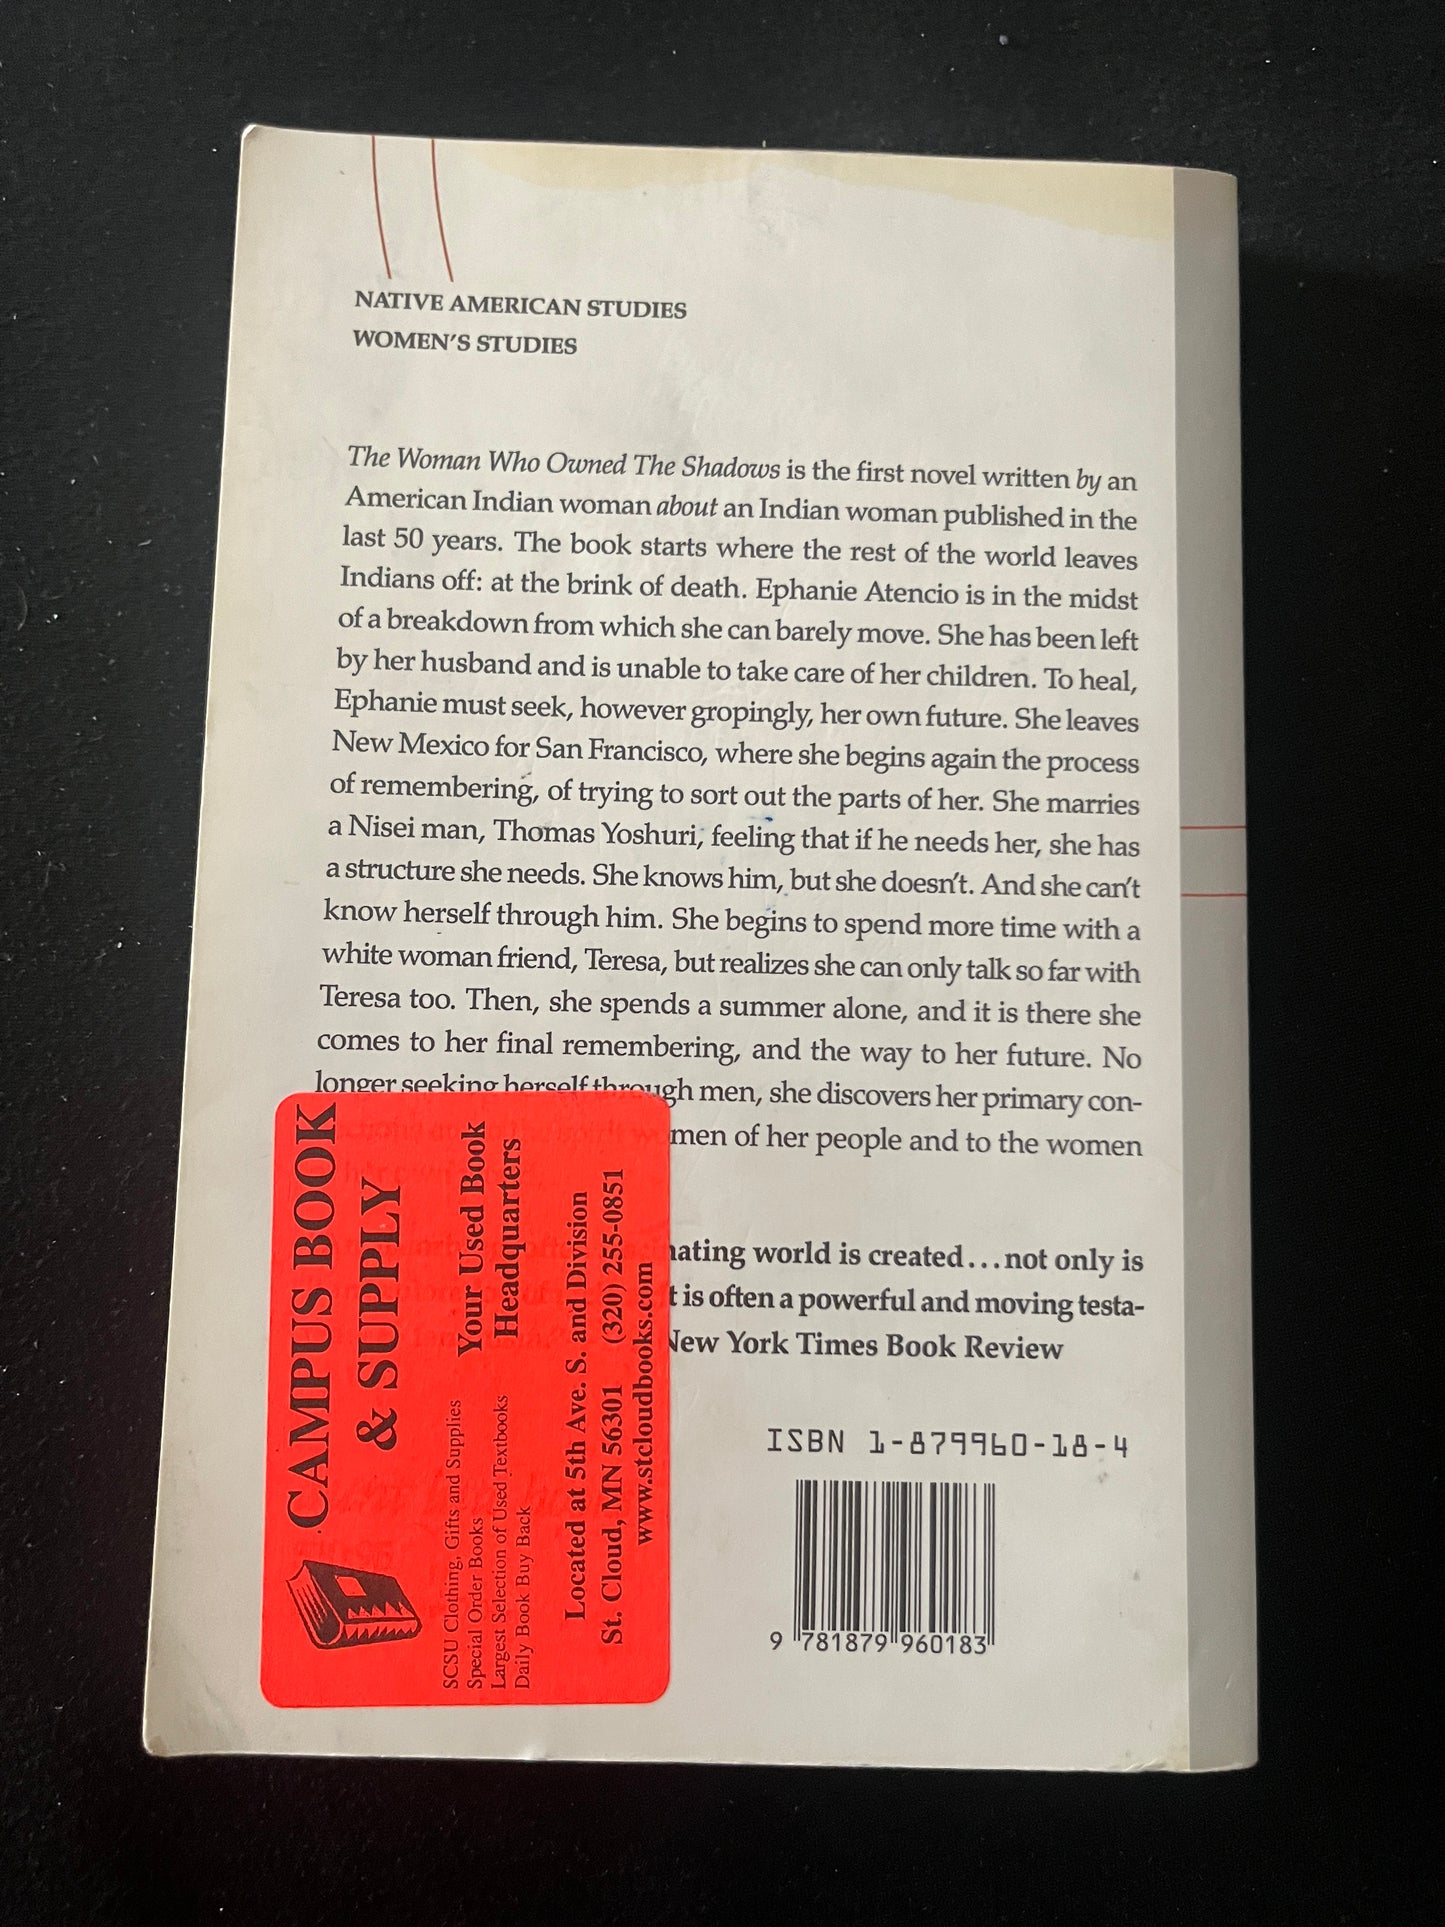 NATIVE AMERICAN STUDIES
WOMEN'S STUDIES
The Woman Who Owned The Shadows is the first novel written by an
American Indian woman about an Indian woman published in the
last 50 years. The book starts where the rest of the world leaves
Indians off: at the brink of death. Ephanie Atencio is in the midst
of a breakdown from which she can barely move. She has been left
by her husband and is unable to take care of her children. To heal,
Ephanie must seek, however gropingly, her own future. She leaves
New Mexico for San Francisco, where she begins again the process
of remembering, of trying to sort out the parts of her. She marries
a Nisei man, Thomas Yoshuri, feeling that if he needs her, she has
a structure she needs. She knows him, but she doesn't. And she can't
know herself through him. She begins to spend more time with a
white woman friend, Teresa, but realizes she can only talk so far with
Teresa too. Then, she spends a summer alone, and it is there she
comes to her final remembering, and the way to her future. No
longer seeking herself through men, she discovers her primary con-
men of her people and to the women
world is created...not only is
is often a powerful and moving testa-
New York Times Book Review
ISBN 1-879960-18-4
9 781879 960183
CAMPUS BOOK
& SUPPLY
Your Used Book
Headquarters
SCSU Clothing, Gifts and Supplies
Special Order Books
Largest Selection of Used Textbooks
Daily Book Buy Back
Located at 5th Ave. S. and Division
St. Cloud, MN 56301 (320) 255-0851
www.stcloudbooks.com